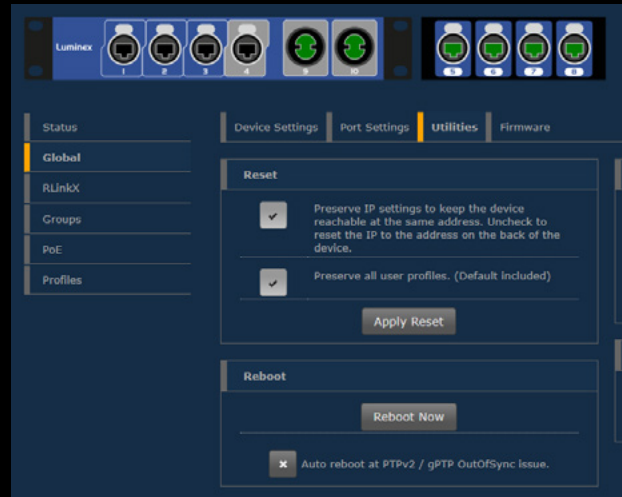 Luminex
1
2
3
4
9
10
5
6
7
8
Status
Global
RLinkX
Groups
PoE
Profiles
Device Settings
Port Settings
Utilities
Firmware
Reset
Preserve IP settings to keep the device
reachable at the same address. Uncheck to
reset the IP to the address on the back of the
device.
Preserve all user profiles. (Default included)
Apply Reset
Reboot
Reboot Now
Auto reboot at PTPv2 / gPTP OutOfSync issue.